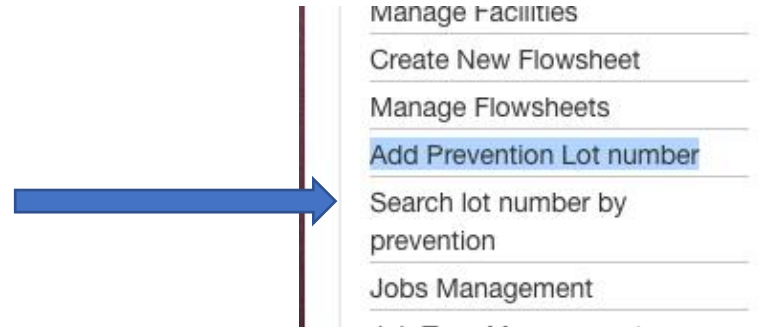 Manage Facilities
Create New Flowsheet
Manage Flowsheets
Add Prevention Lot number
Search lot number by
prevention
Jobs Management